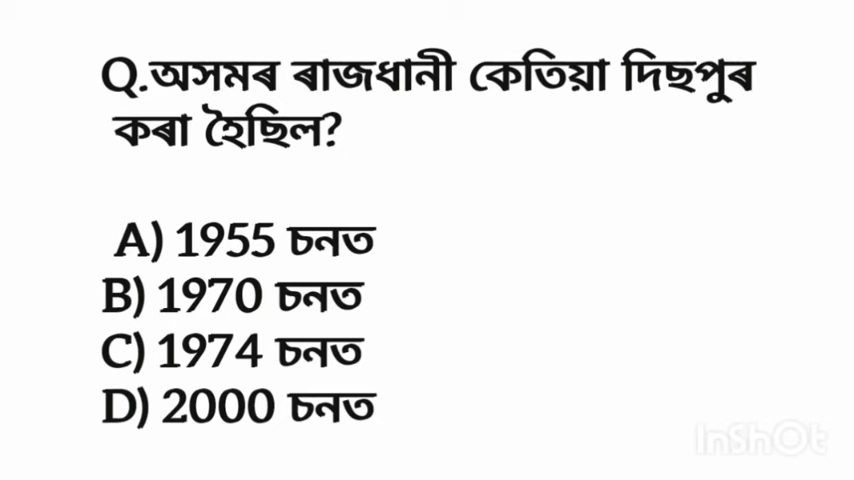 Q.অসমৰ ৰাজধানী কেতিয়া দিছপুৰ
কৰা হৈছিল?
A) 1955 চনত
B) 1970 চনত
C) 1974 চনত
D) 2000 চনত
InShOt